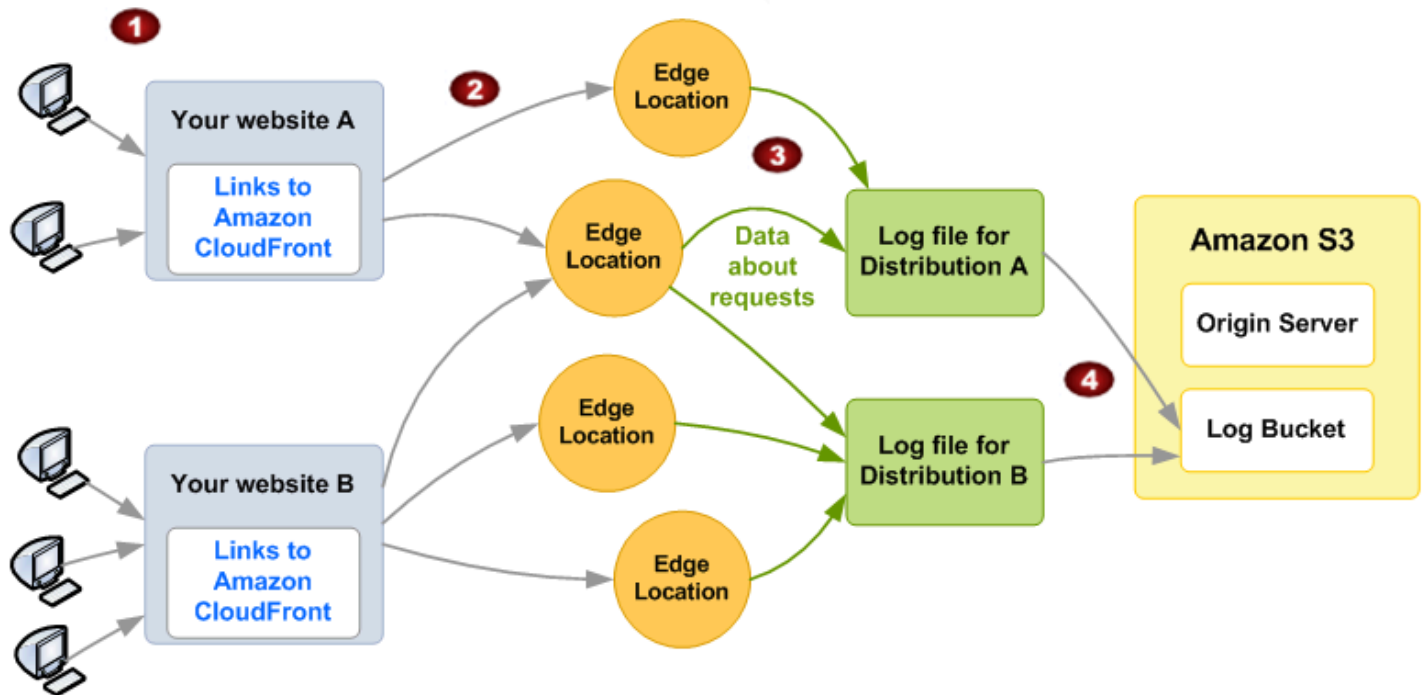 1
2
Edge
Location
Your website A
Links to
Amazon
CloudFront
3
Edge
Location
Data
about
requests
Log file for
Distribution A
Amazon S3
Origin Server
Log Bucket
4
Edge
Location
Your website B
Links to
Amazon
CloudFront
Log file for
Distribution B
Edge
Location